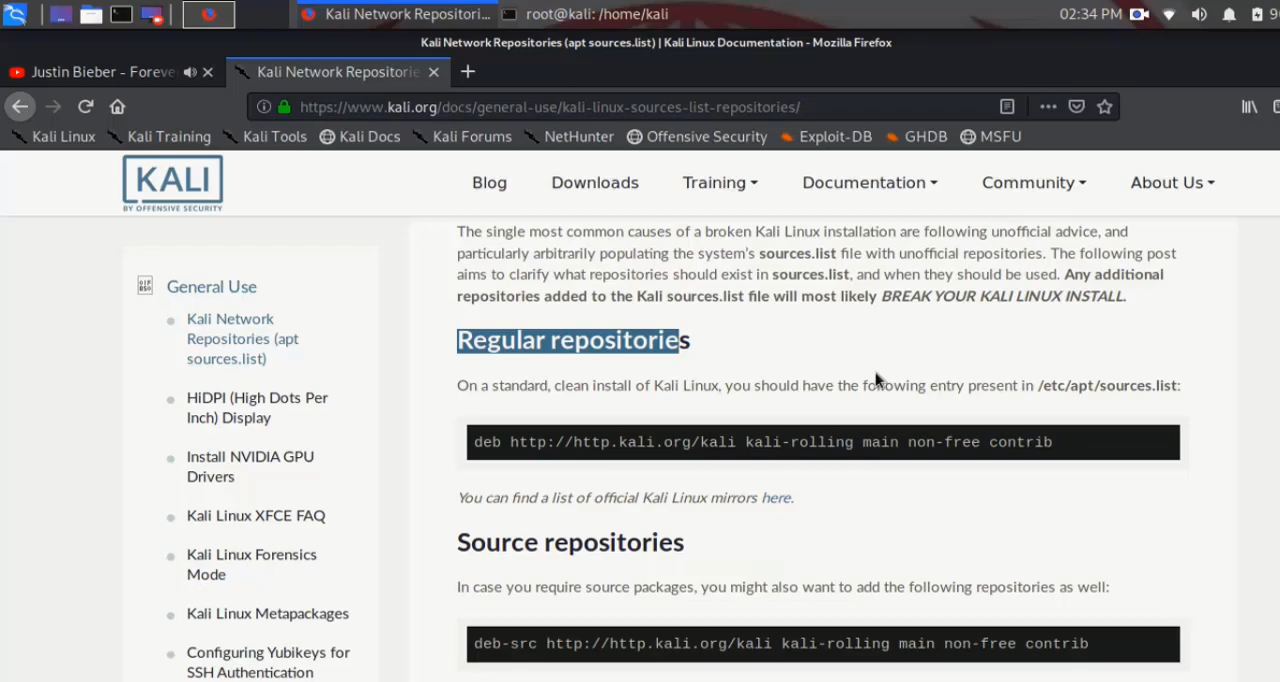 Kali Network Repositori...
root@kali: /home/kali
02:34 PM
Kali Network Repositories (apt sources.list) | Kali Linux Documentation - Mozilla Firefox
Justin Bieber - Foreve
Kali Network Repositorie
https://www.kali.org/docs/general-use/kali-linux-sources-list-repositories/
Kali Linux
Kali Training
Kali Tools
Kali Docs
Kali Forums
NetHunter
Offensive Security
Exploit-DB
GHDB
MSFU
KALI
BY OFFENSIVE SECURITY
Blog
Downloads
Training
Documentation
Community
About Us
General Use
Kali Network
Repositories (apt
sources.list)
HiDPI (High Dots Per
Inch) Display
Install NVIDIA GPU
Drivers
Kali Linux XFCE FAQ
Kali Linux Forensics
Mode
Kali Linux Metapackages
Configuring Yubikeys for
SSH Authentication
The single most common causes of a broken Kali Linux installation are following unofficial advice, and
particularly arbitrarily populating the system's sources.list file with unofficial repositories. The following post
aims to clarify what repositories should exist in sources.list, and when they should be used. Any additional
repositories added to the Kali sources.list file will most likely BREAK YOUR KALI LINUX INSTALL.
Regular repositories
On a standard, clean install of Kali Linux, you should have the following entry present in /etc/apt/sources.list:
deb http://http.kali.org/kali kali-rolling main non-free contrib
You can find a list of official Kali Linux mirrors here.
Source repositories
In case you require source packages, you might also want to add the following repositories as well:
deb-src http://http.kali.org/kali kali-rolling main non-free contrib